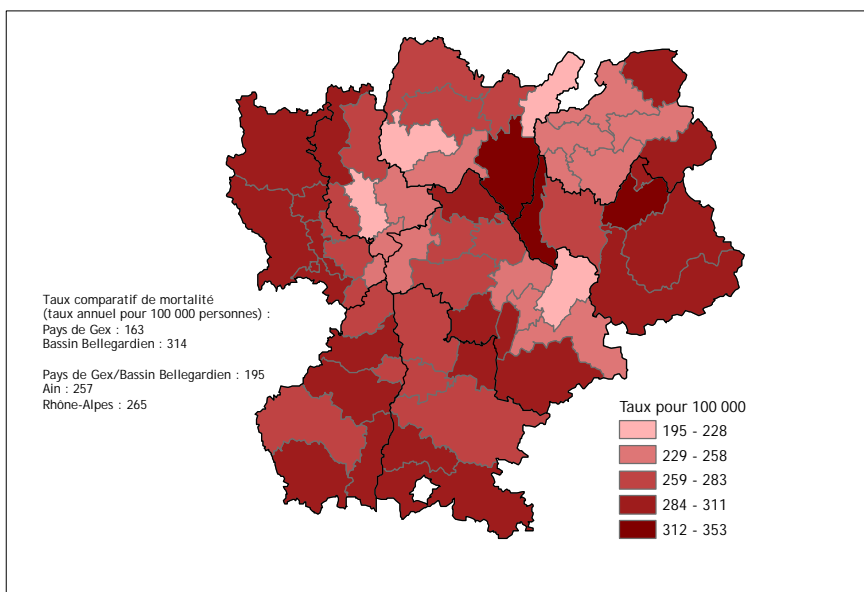 Taux comparatif de mortalité
(taux annuel pour 100 000 personnes) :
Pays de Gex : 163
Bassin Bellegardien : 314
Pays de Gex/Bassin Bellegardien : 195
Ain : 257
Rhône-Alpes : 265
Taux pour 100 000
195 - 228
229 - 258
259 - 283
284 - 311
312 - 353